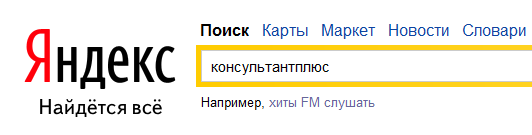 Яндекс
Найдётся всё
Поиск Карты Маркет Новости Словари
консультантплюс
Например, хиты FM слушать